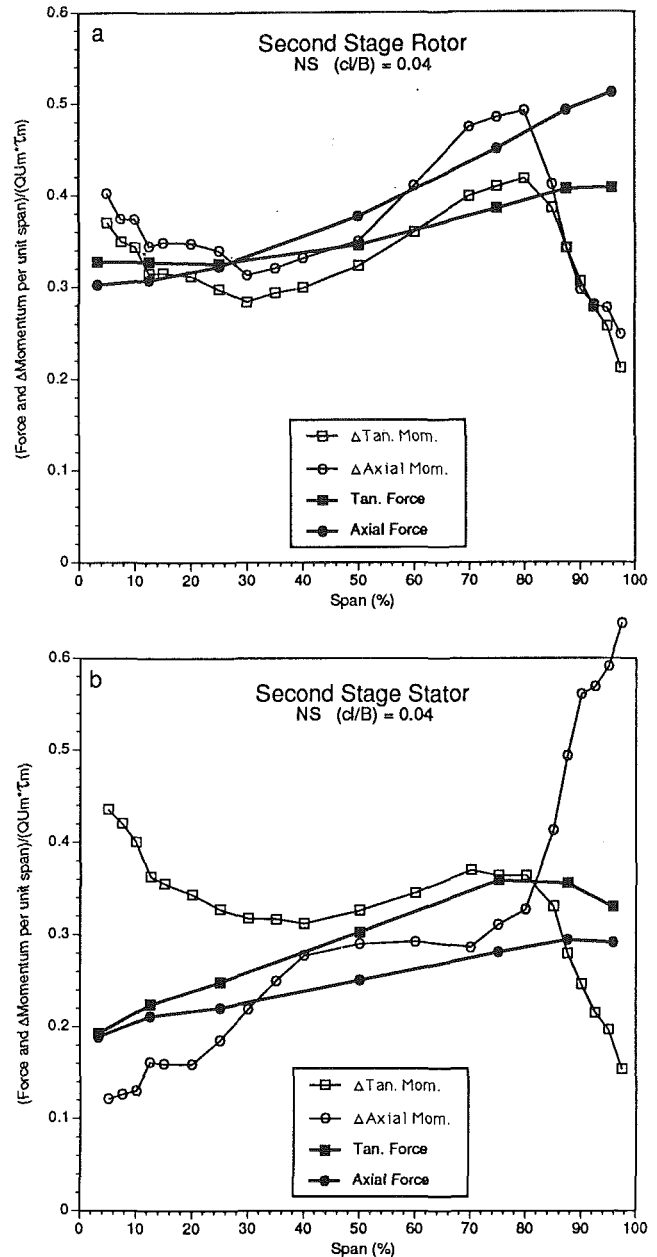 a
Second Stage Rotor
NS (cl/B) = 0.04
(Force and ΔMomentum per unit span)/(QUm*τm)
0.6
0.5
0.4
0.3
0.2
0.1
0
ΔTan. Mom.
ΔAxial Mom.
Tan. Force
Axial Force
0 10 20 30 40 50 60 70 80 90 100
Span (%)
b
Second Stage Stator
NS (cl/B) = 0.04
(Force and ΔMomentum per unit span)/(QUm*τm)
0.6
0.5
0.4
0.3
0.2
0.1
0
ΔTan. Mom.
ΔAxial Mom.
Tan. Force
Axial Force
0 10 20 30 40 50 60 70 80 90 100
Span (%)